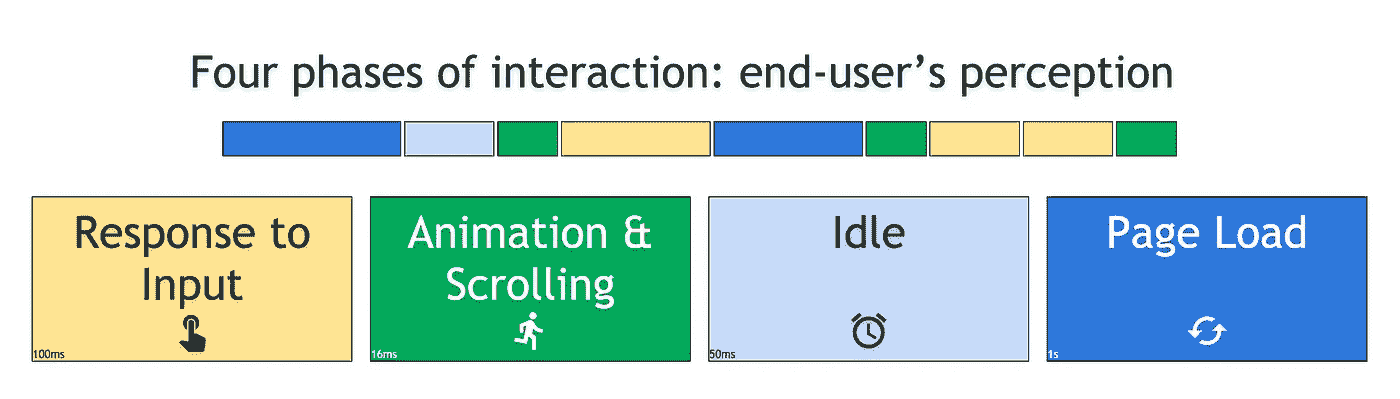 Four phases of interaction: end-user’s perception
Response to
Input
100ms
Animation &
Scrolling
16ms
Idle
50ms
Page Load
1s